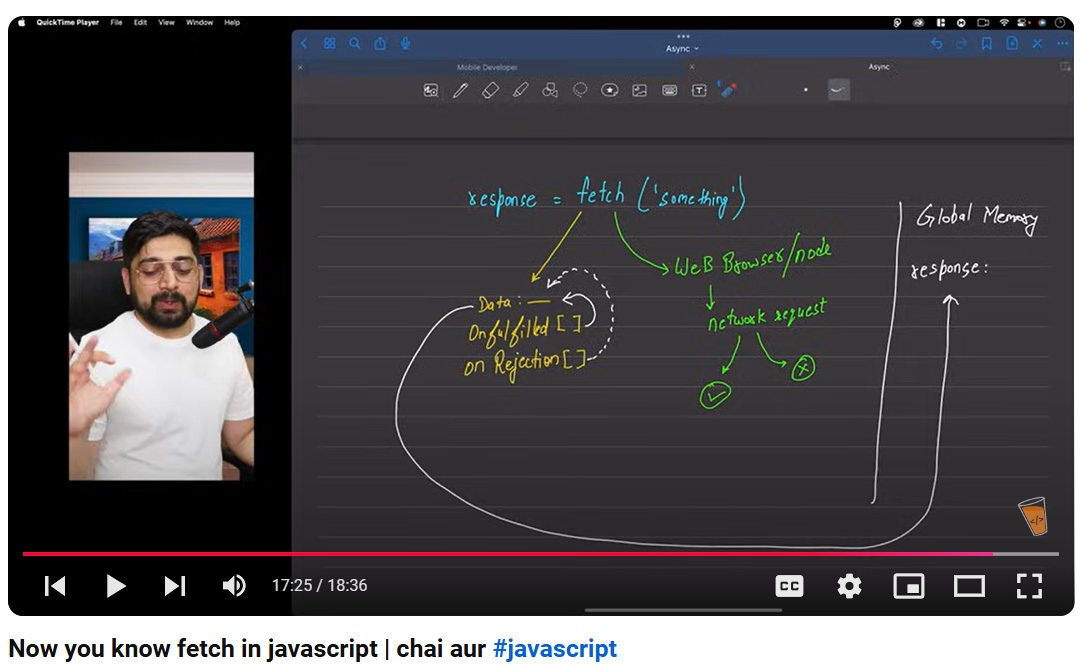 QuickTime Player File Edit View Window Help
Async
Mobile Developer
Async
response = fetch ('something')
Global Memory
WeB Browser/node
response:
Data : —
network request
Onfulfilled [ ]
on Rejection [ ]
</>
17:25 / 18:36
CC
Now you know fetch in javascript | chai aur #javascript